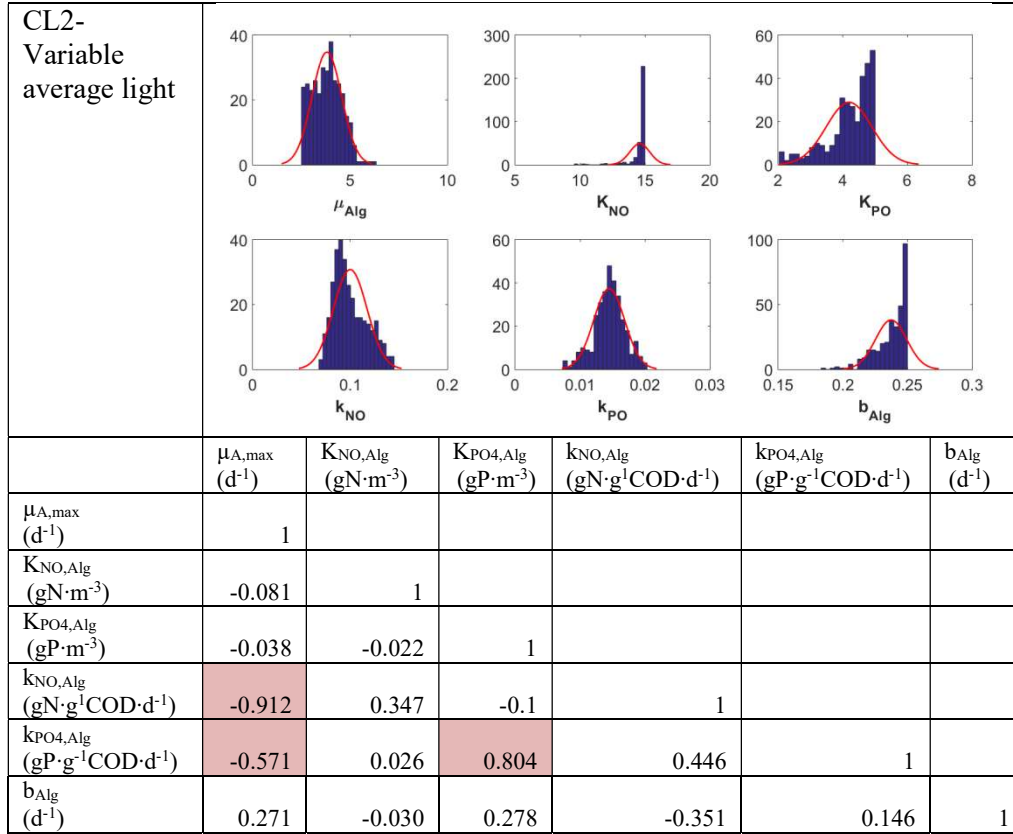 CL2-
Variable
average light
40
20
0
0 5 10
μAlg
300
200
100
0
5 10 15 20
KNO
60
40
20
0
2 4 6 8
KPO
40
20
0
0 0.1 0.2
kNO
60
40
20
0
0 0.01 0.02 0.03
kPO
100
50
0
0.15 0.2 0.25 0.3
bAlg
μA,max KNO,Alg KPO4,Alg kNO,Alg kPO4,Alg bAlg
(d-1) (gN·m-3) (gP·m-3) (gN·g1COD·d-1) (gP·g-1COD·d-1) (d-1)
μA,max
(d-1) 1
KNO,Alg
(gN·m-3) -0.081 1
KPO4,Alg
(gP·m-3) -0.038 -0.022 1
kNO,Alg
(gN·g1COD·d-1) -0.912 0.347 -0.1 1
kPO4,Alg
(gP·g-1COD·d-1) -0.571 0.026 0.804 0.446 1
bAlg
(d-1) 0.271 -0.030 0.278 -0.351 0.146 1